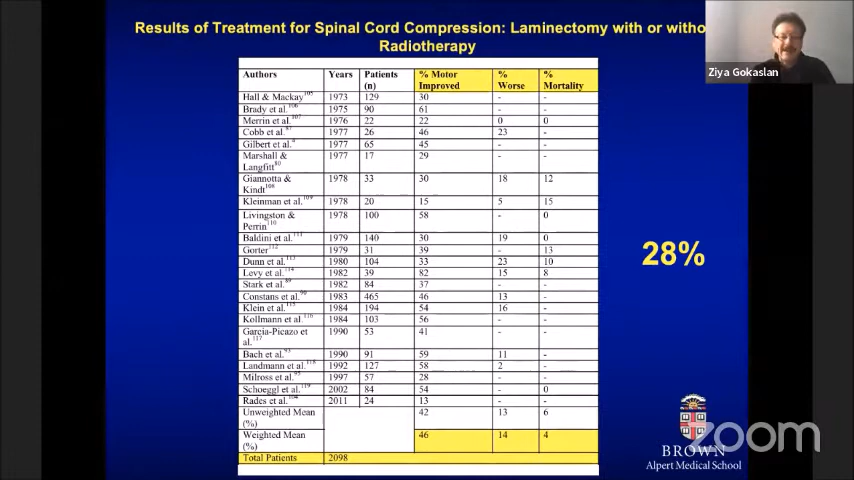 Results of Treatment for Spinal Cord Compression: Laminectomy with or witho
Radiotherapy
Ziya Gokaslan
Authors Years Patients (n) % Motor Improved % Worse % Mortality
Hall & Mackay 1973 129 30 - -
Brady et al. 1975 90 61 - -
Merrin et al. 1976 22 22 0 0
Cobb et al. 1977 26 46 23 -
Gilbert et al. 1977 65 45 - -
Marshall & Langfitt 1977 17 29 - -
Giannotta & Kindt 1978 33 30 18 12
Kleinman et al. 1978 20 15 5 15
Livingston & Perrin 1978 100 58 - 0
Baldini et al. 1979 140 30 19 0
Gorter 1979 31 39 - 13
Dunn et al. 1980 104 33 23 10
Levy et al. 1982 39 82 15 8
Stark et al. 1982 84 37 - -
Constans et al. 1983 465 46 13 -
Klein et al. 1984 194 54 16 -
Kollmann et al. 1984 103 56 - -
Garcia-Picazo et al. 1990 53 41 - -
Bach et al. 1990 91 59 11 -
Landmann et al. 1992 127 58 2 -
Milross et al. 1997 57 28 - -
Schoeggl et al. 2002 84 54 - 0
Rades et al. 2011 24 13 - -
Unweighted Mean (%) 42 13 6
Weighted Mean (%) 46 14 4
Total Patients 2098
28%
zoom
BROWN
Alpert Medical School